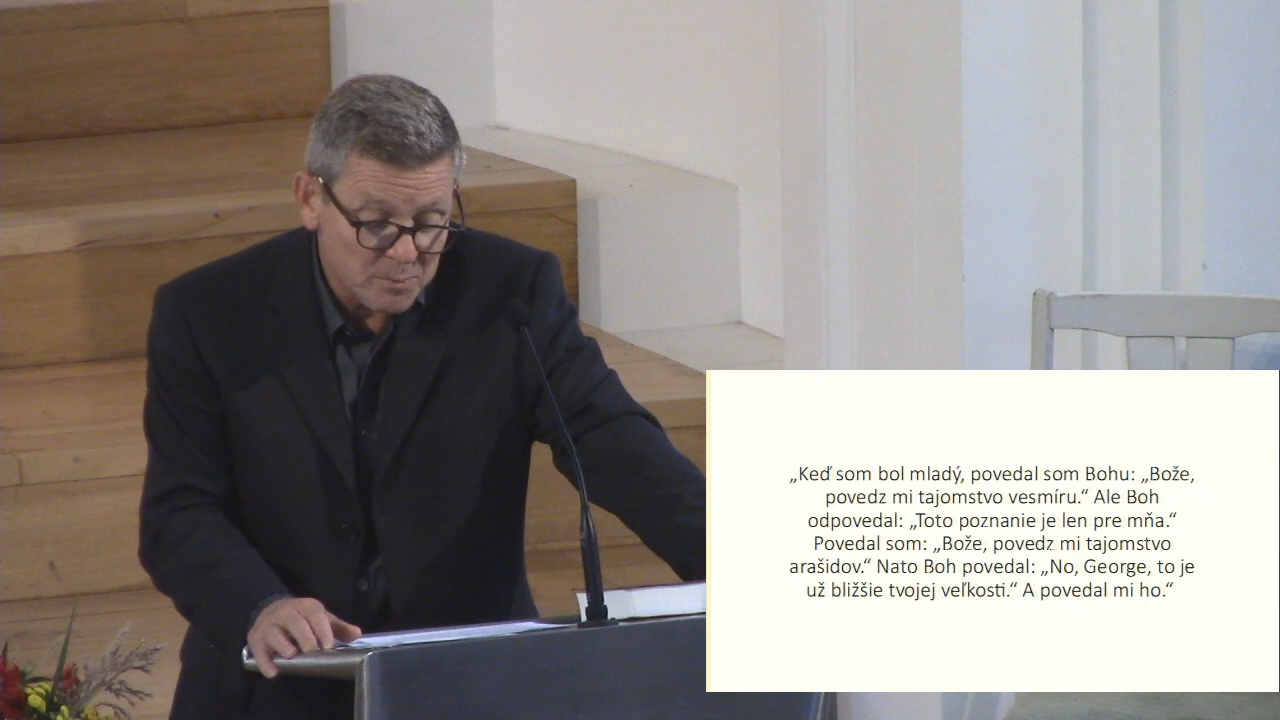 „Keď som bol mladý, povedal som Bohu: „Bože,
povedz mi tajomstvo vesmíru.“ Ale Boh
odpovedal: „Toto poznanie je len pre mňa.“
Povedal som: „Bože, povedz mi tajomstvo
arašidov.“ Nato Boh povedal: „No, George, to je
už bližšie tvojej veľkosti.“ A povedal mi ho.“